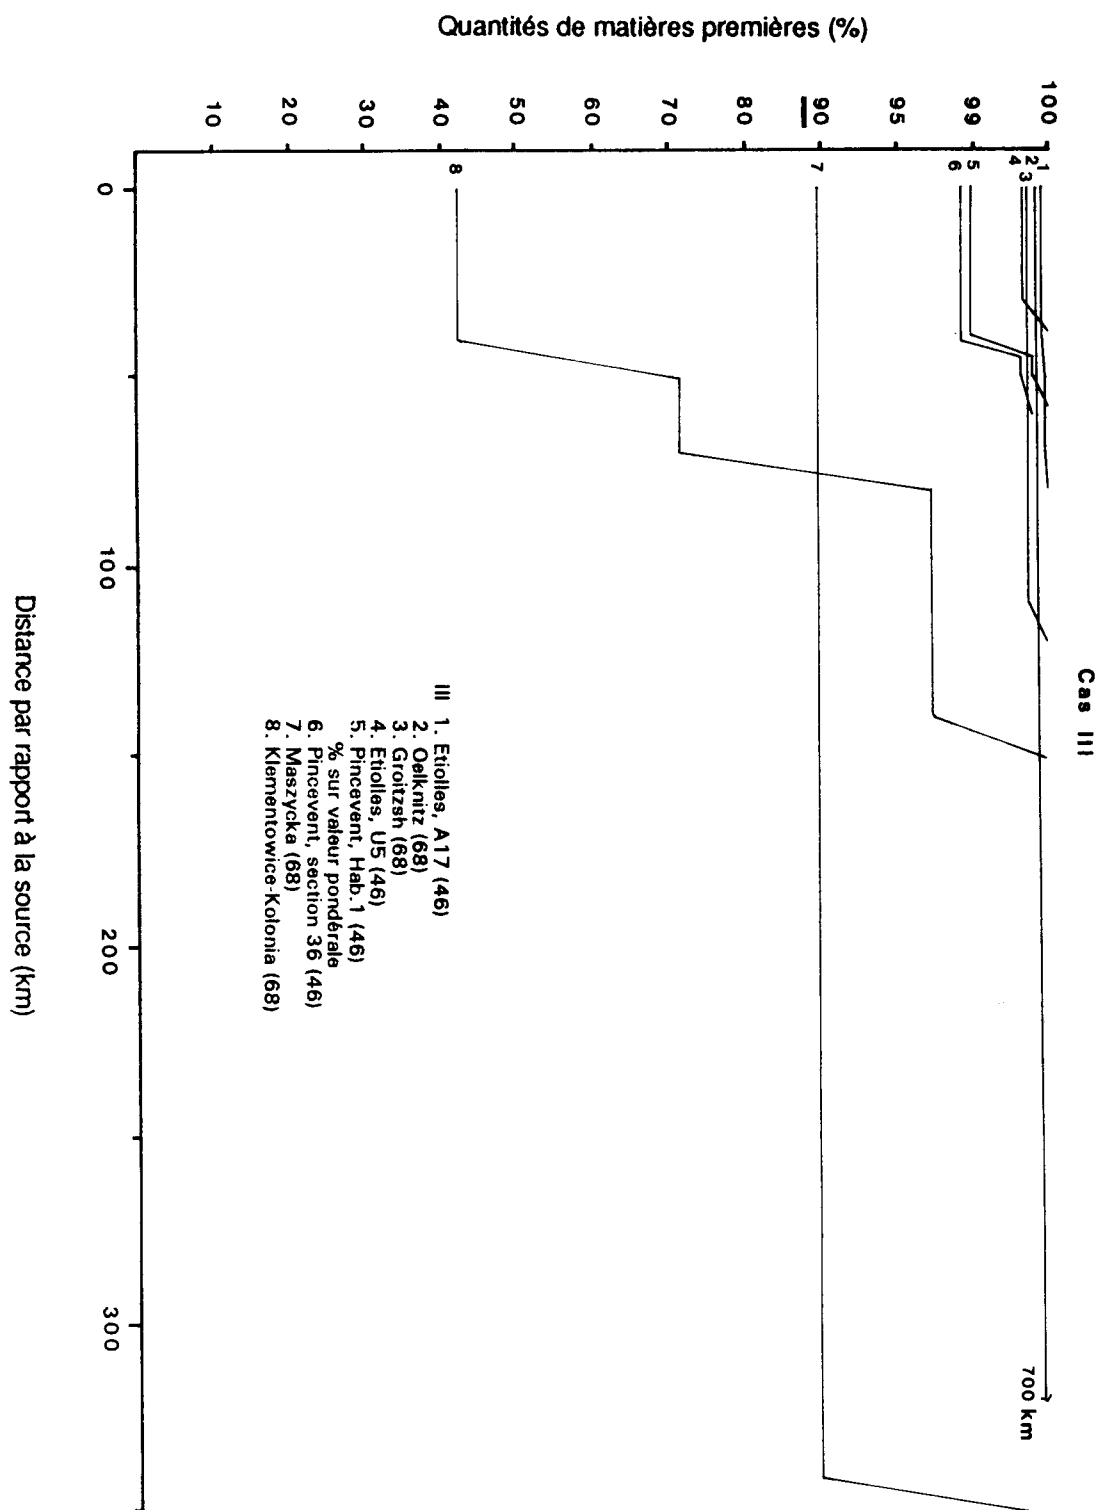 Cas III
Quantités de matières premières (%)
100
99
95
90
80
70
60
50
40
30
20
10
1
2
3
4
5
6
7
8
0
100
200
300
700 km
III 1. Etiolles, A17 (46)
2. Oelknitz (68)
3. Groitzsh (68)
4. Etiolles, U5 (46)
5. Pincevent, Hab.1 (46)
% sur valeur pondérale
6. Pincevent, section 36 (46)
7. Maszycka (68)
8. Klementowice-Kolonia (68)
Distance par rapport à la source (km)